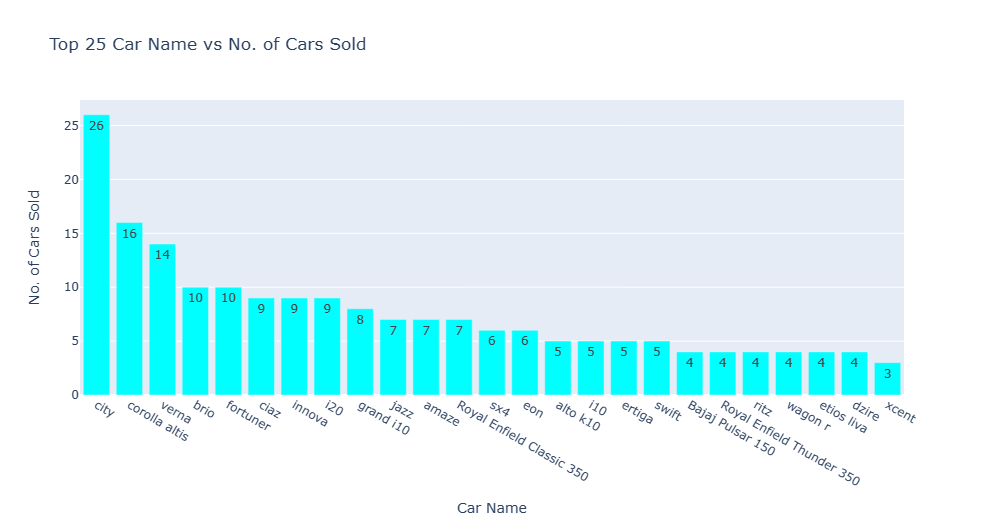 Top 25 Car Name vs No. of Cars Sold
No. of Cars Sold
25
20
15
10
5
0
26
16
14
10
10
9
9
9
8
7
7
7
6
6
5
5
5
5
4
4
4
4
4
4
3
city
corolla altis
verna
brio
fortuner
ciaz
innova
i20
grand i10
jazz
amaze
Royal Enfield Classic 350
sx4
eon
alto k10
i10
ertiga
swift
Bajaj Pulsar 150
Royal Enfield Thunder 350
ritz
wagon r
etios liva
dzire
xcent
Car Name